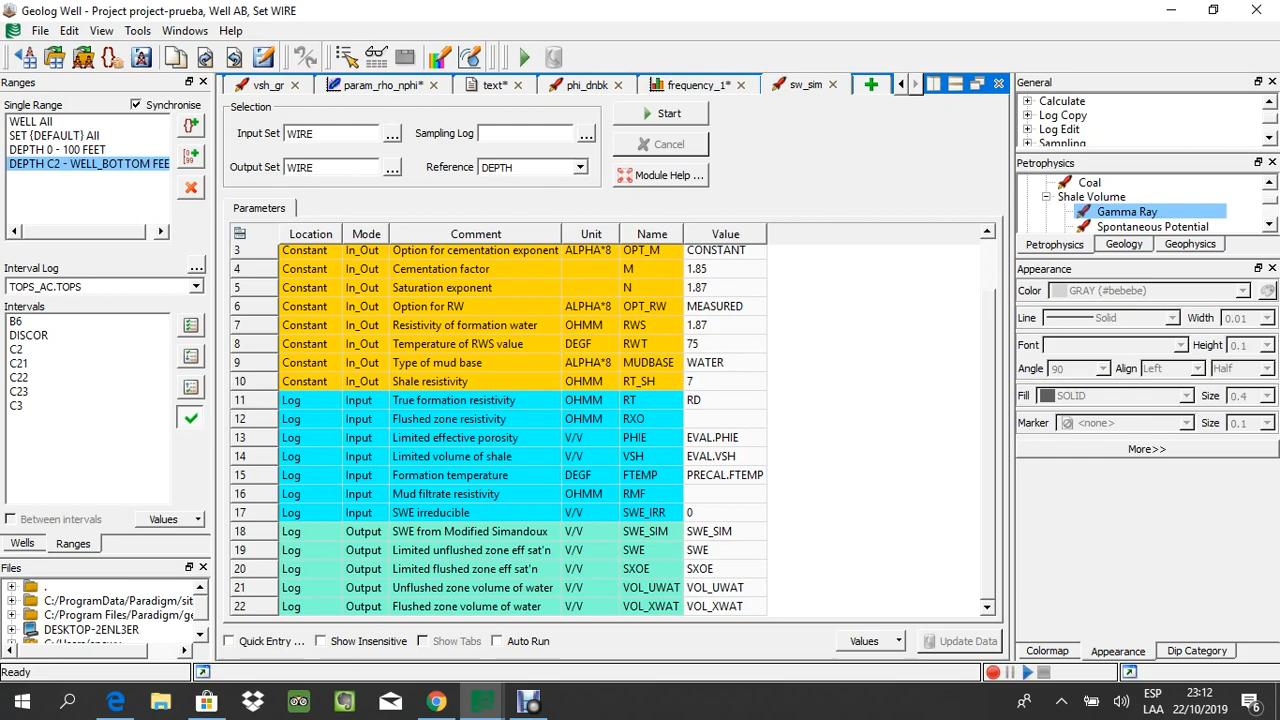 Geolog Well - Project project-prueba, Well AB, Set WIRE
File Edit View Tools Windows Help
Ranges
Single Range Synchronise
WELL All
SET {DEFAULT} All
DEPTH 0 - 100 FEET
DEPTH C2 - WELL_BOTTOM FEE
Interval Log ...
TOPS_AC.TOPS
Intervals
B6
DISCOR
C2
C21
C22
C23
C3
Between intervals Values
Wells Ranges
Files
.
C:/ProgramData/Paradigm/sit
C:/Program Files/Paradigm/ge
DESKTOP-2ENL3ER
vsh_gr param_rho_nphi* text* phi_dnbk frequency_1* sw_sim
Selection
Input Set WIRE ... Sampling Log ...
Output Set WIRE ... Reference DEPTH
Start
Cancel
Module Help ...
Parameters
Location Mode Comment Unit Name Value
3 Constant In_Out Option for cementation exponent ALPHA*8 OPT_M CONSTANT
4 Constant In_Out Cementation factor M 1.85
5 Constant In_Out Saturation exponent N 1.87
6 Constant In_Out Option for RW ALPHA*8 OPT_RW MEASURED
7 Constant In_Out Resistivity of formation water OHMM RWS 1.87
8 Constant In_Out Temperature of RWS value DEGF RWT 75
9 Constant In_Out Type of mud base ALPHA*8 MUDBASE WATER
10 Constant In_Out Shale resistivity OHMM RT_SH 7
11 Log Input True formation resistivity OHMM RT RD
12 Log Input Flushed zone resistivity OHMM RXO
13 Log Input Limited effective porosity V/V PHIE EVAL.PHIE
14 Log Input Limited volume of shale V/V VSH EVAL.VSH
15 Log Input Formation temperature DEGF FTEMP PRECAL.FTEMP
16 Log Input Mud filtrate resistivity OHMM RMF
17 Log Input SWE irreducible V/V SWE_IRR 0
18 Log Output SWE from Modified Simandoux V/V SWE_SIM SWE_SIM
19 Log Output Limited unflushed zone eff sat'n V/V SWE SWE
20 Log Output Limited flushed zone eff sat'n V/V SXOE SXOE
21 Log Output Unflushed zone volume of water V/V VOL_UWAT VOL_UWAT
22 Log Output Flushed zone volume of water V/V VOL_XWAT VOL_XWAT
Quick Entry ... Show Insensitive Show Tabs Auto Run Values Update Data
General
Calculate
Log Copy
Log Edit
Sampling
Petrophysics
Coal
Shale Volume
Gamma Ray
Spontaneous Potential
Petrophysics Geology Geophysics
Appearance
Color GRAY (#bebebe)
Line Solid Width 0.01
Font Height 0.1
Angle 90 Align Left Half
Fill SOLID Size 0.4
Marker <none> Size 0.1
More>>
Colormap Appearance Dip Category
Ready
ESP
LAA
23:12
22/10/2019
6